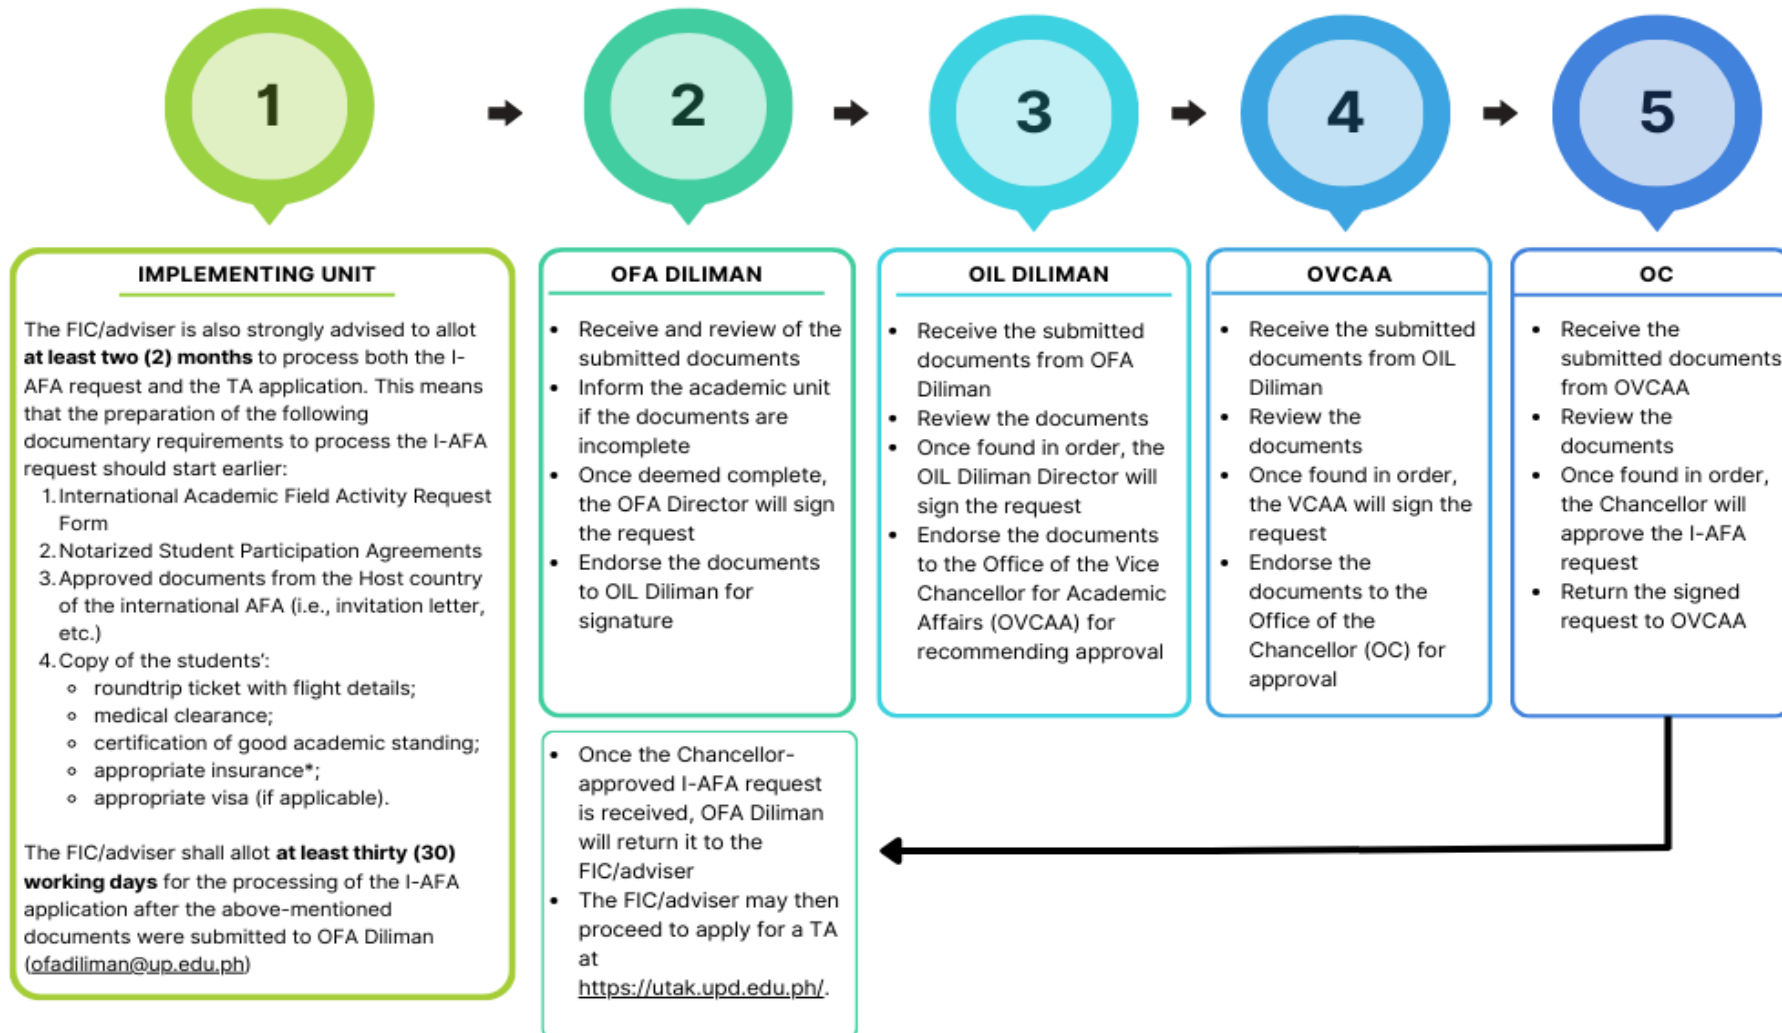 1
2
3
4
5
IMPLEMENTING UNIT
The FIC/adviser is also strongly advised to allot
at least two (2) months to process both the I-
AFA request and the TA application. This means
that the preparation of the following
documentary requirements to process the I-AFA
request should start earlier:
1. International Academic Field Activity Request
Form
2. Notarized Student Participation Agreements
3. Approved documents from the Host country
of the international AFA (i.e., invitation letter,
etc.)
4. Copy of the students':
◦ roundtrip ticket with flight details;
◦ medical clearance;
◦ certification of good academic standing;
◦ appropriate insurance*;
◦ appropriate visa (if applicable).
The FIC/adviser shall allot at least thirty (30)
working days for the processing of the I-AFA
application after the above-mentioned
documents were submitted to OFA Diliman
(ofadiliman@up.edu.ph)
OFA DILIMAN
• Receive and review of the
submitted documents
• Inform the academic unit
if the documents are
incomplete
• Once deemed complete,
the OFA Director will sign
the request
• Endorse the documents
to OIL Diliman for
signature
• Once the Chancellor-
approved I-AFA request
is received, OFA Diliman
will return it to the
FIC/adviser
• The FIC/adviser may then
proceed to apply for a TA
at
https://utak.upd.edu.ph/.
OIL DILIMAN
• Receive the submitted
documents from OFA
Diliman
• Review the documents
• Once found in order, the
OIL Diliman Director will
sign the request
• Endorse the documents
to the Office of the Vice
Chancellor for Academic
Affairs (OVCAA) for
recommending approval
OVCAA
• Receive the submitted
documents from OIL
Diliman
• Review the
documents
• Once found in order,
the VCAA will sign the
request
• Endorse the
documents to the
Office of the
Chancellor (OC) for
approval
OC
• Receive the
submitted documents
from OVCAA
• Review the
documents
• Once found in order,
the Chancellor will
approve the I-AFA
request
• Return the signed
request to OVCAA